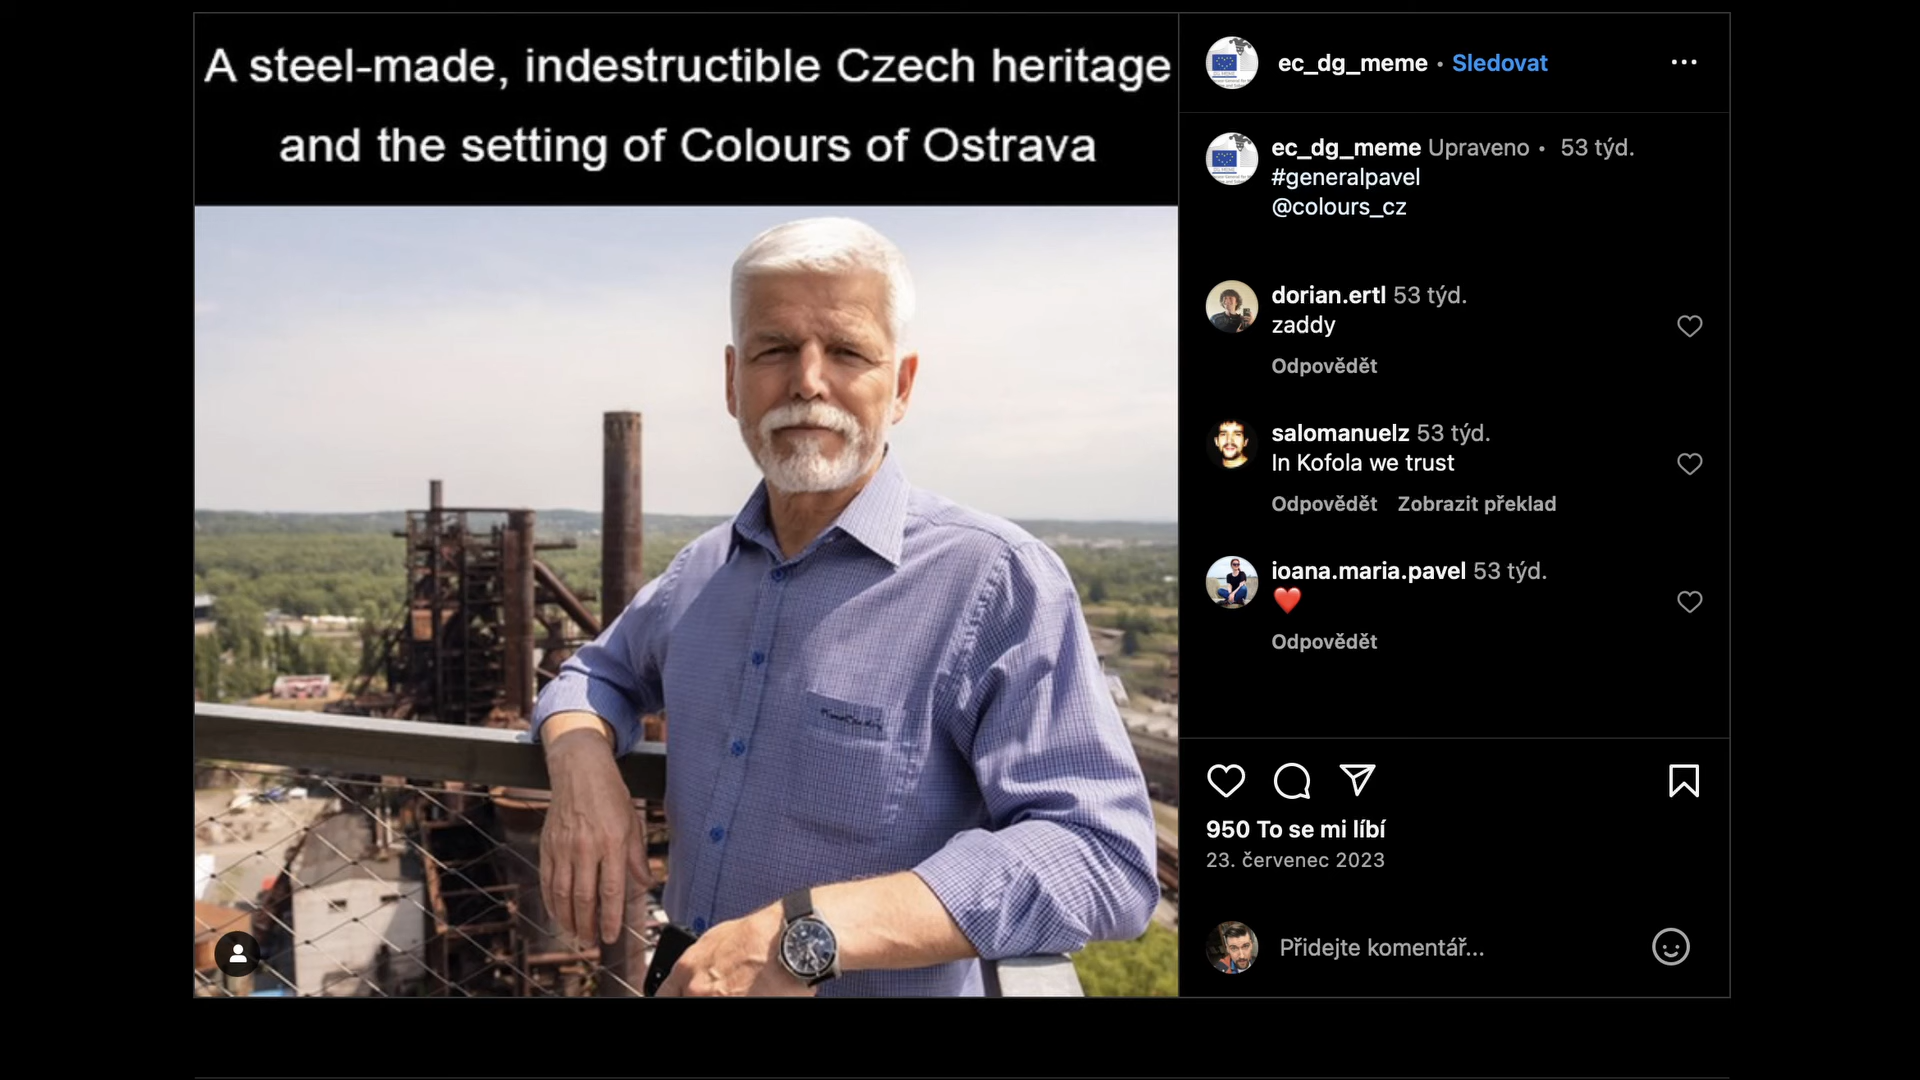 A steel-made, indestructible Czech heritage
and the setting of Colours of Ostrava
ec_dg_meme • Sledovat
ec_dg_meme Upraveno • 53 týd.
#generalpavel
@colours_cz
dorian.ertl 53 týd.
zaddy
Odpovědět
salomanuelz 53 týd.
In Kofola we trust
Odpovědět Zobrazit překlad
ioana.maria.pavel 53 týd.
❤️
Odpovědět
950 To se mi líbí
23. červenec 2023
Přidejte komentář...